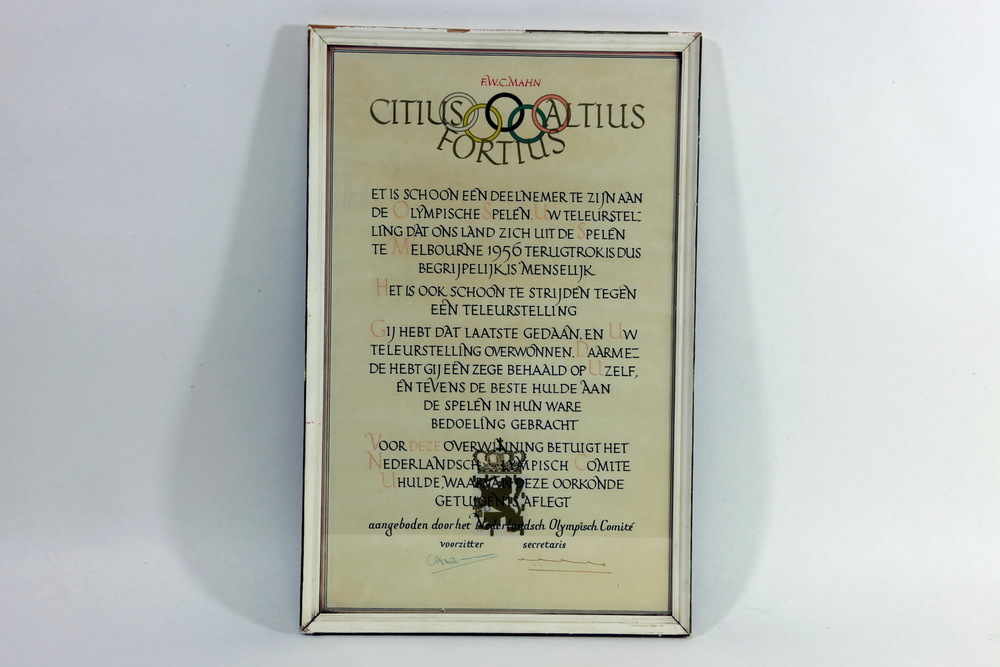 F.W.C. MAHN
CITIUS ALTIUS
FORTIUS
ET IS SCHOON EEN DEELNEMER TE ZIJN AAN
DE OLYMPISCHE SPELEN. UW TELEURSTEL-
LING DAT ONS LAND ZICH UIT DE SPELEN
TE MELBOURNE 1956 TERUGTROK IS DUS
BEGRIJPELIJK IS MENSELIJK
HET IS OOK SCHOON TE STRIJDEN TEGEN
EEN TELEURSTELLING
GIJ HEBT DAT LAATSTE GEDAAN, EN UW
TELEURSTELLING OVERWONNEN. DAARME-
DE HEBT GIJ EEN ZEGE BEHAALD OP UZELF,
EN TEVENS DE BESTE HULDE AAN
DE SPELEN IN HUN WARE
BEDOELING GEBRACHT
VOOR DEZE OVERWINNING BETUIGT HET
NEDERLANDSCH OLYMPISCH COMITE
U HULDE, WAARVAN DEZE OORKONDE
GETUIGENIS AFLEGT
aangeboden door het Nederlandsch Olympisch Comité
voorzitter secretaris